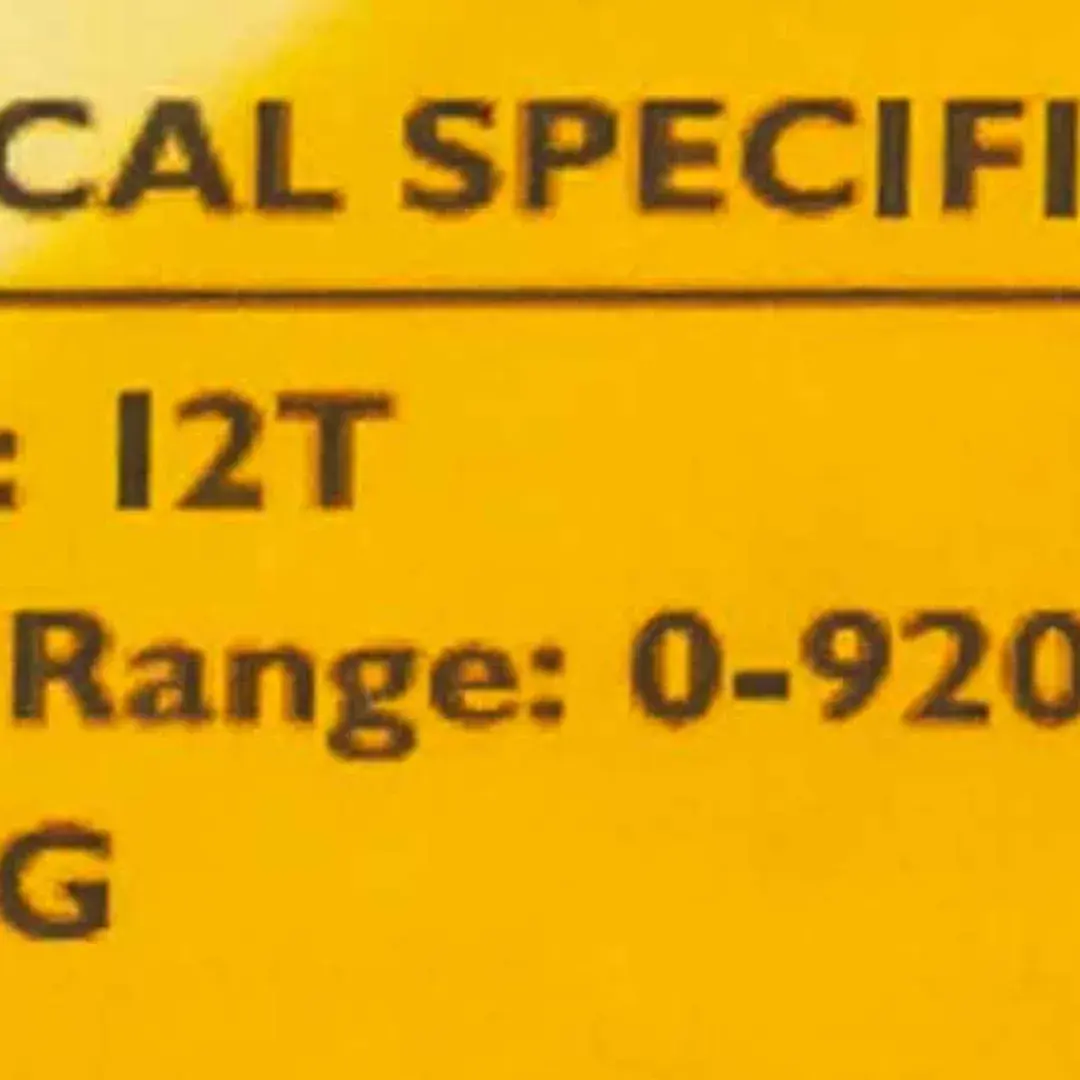 CAL SPECIFI
: I2T
Range: 0-920
G